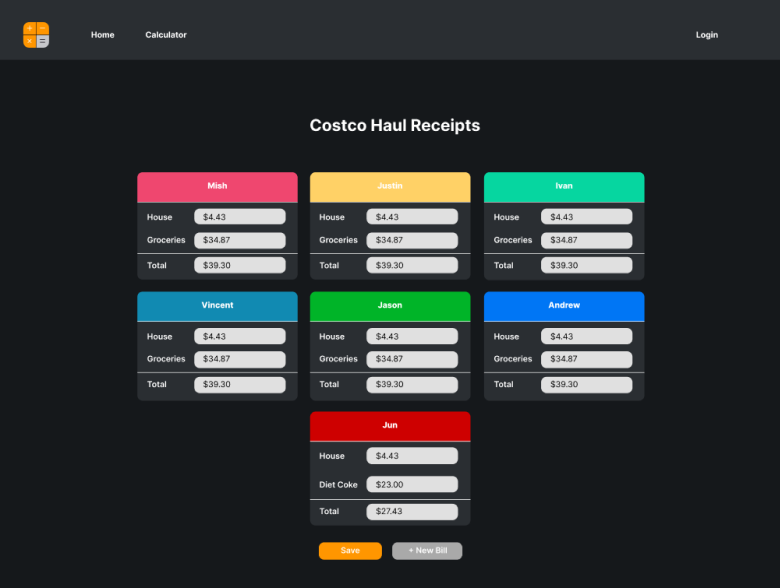 Home Calculator Login
Costco Haul Receipts
Mish Justin Ivan
House $4.43 House $4.43 House $4.43
Groceries $34.87 Groceries $34.87 Groceries $34.87
Total $39.30 Total $39.30 Total $39.30
Vincent Jason Andrew
House $4.43 House $4.43 House $4.43
Groceries $34.87 Groceries $34.87 Groceries $34.87
Total $39.30 Total $39.30 Total $39.30
Jun
House $4.43
Diet Coke $23.00
Total $27.43
Save + New Bill